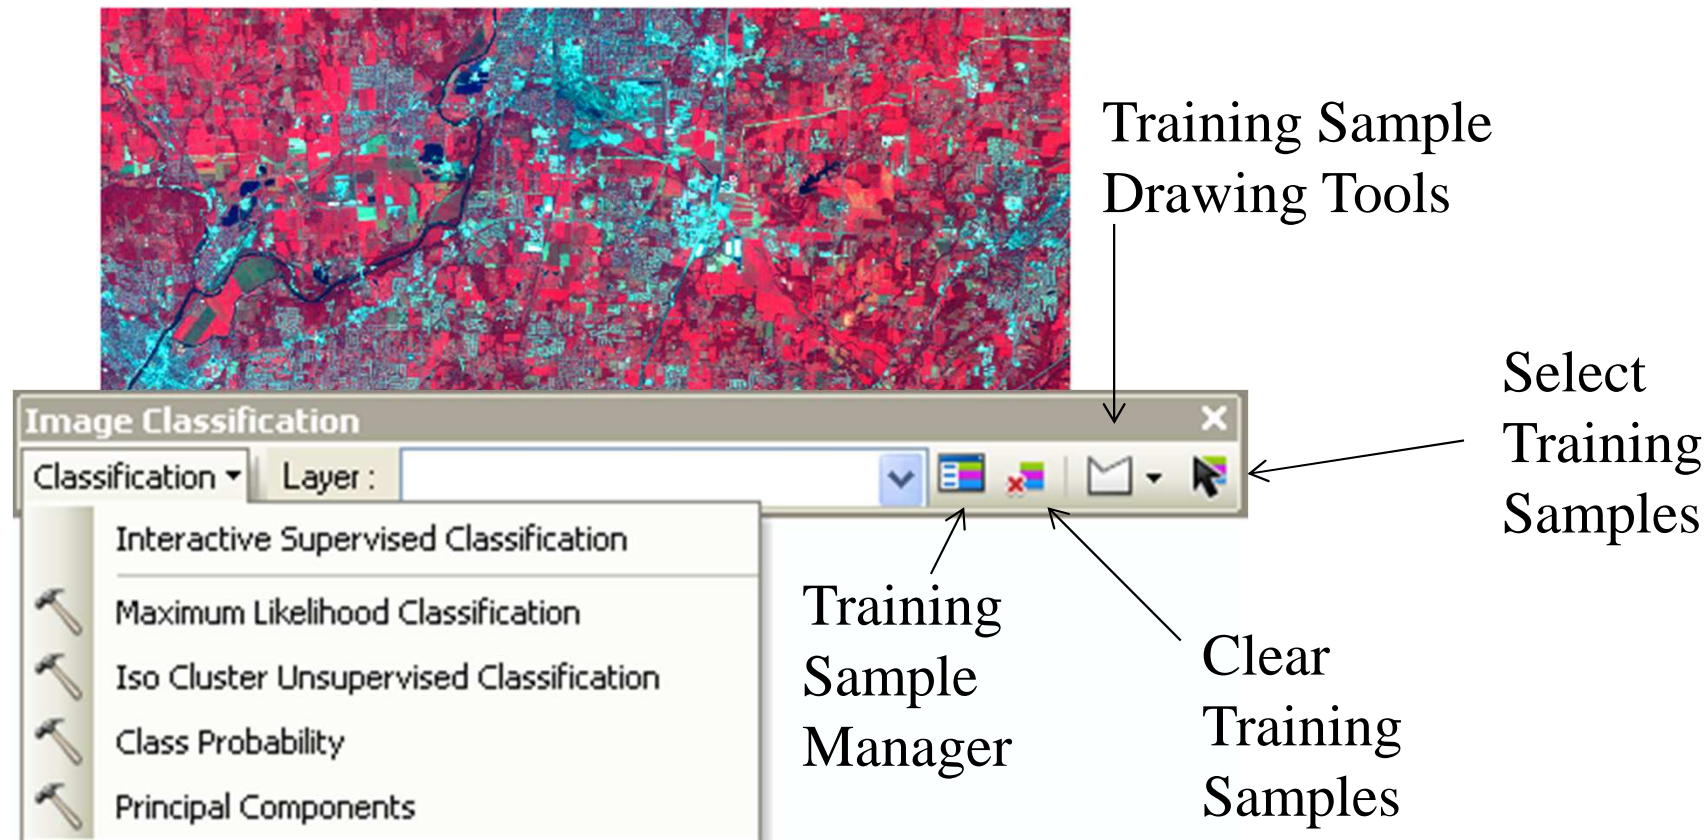 Training Sample
Drawing Tools
Select
Training
Samples
Image Classification
Classification
Layer :
Interactive Supervised Classification
Maximum Likelihood Classification
Iso Cluster Unsupervised Classification
Class Probability
Principal Components
Training
Sample
Manager
Clear
Training
Samples